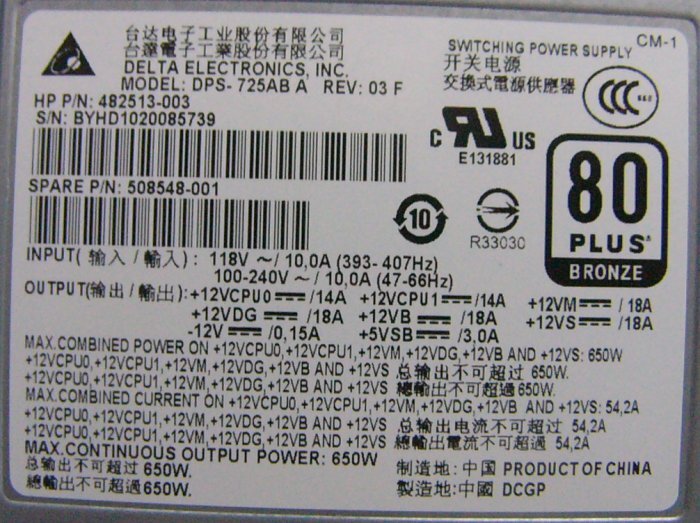 台达电子工业股份有限公司
台達電子工業股份有限公司
DELTA ELECTRONICS, INC.
MODEL: DPS-725AB A REV: 03 F
SWITCHING POWER SUPPLY CM-1
开关电源
交換式電源供應器
CCC S&E
HP P/N: 482513-003
S/N: BYHD1020085739
C RU US
E131881
SPARE P/N: 508548-001
10
R33030
80
PLUS
BRONZE
INPUT( 输入 / 輸入 ): 118V ~/ 10,0A (393-407Hz)
100-240V ~/ 10,0A (47-66Hz)
OUTPUT(输出 / 輸出 ): +12VCPU0 /14A +12VCPU1 /14A +12VM /18A
+12VDG /18A +12VB /18A +12VS /18A
-12V /0,15A +5VSB /3,0A
MAX.COMBINED POWER ON +12VCPU0,+12VCPU1,+12VM,+12VDG,+12VB AND +12VS: 650W
+12VCPU0,+12VCPU1,+12VM,+12VDG,+12VB AND +12VS 总输出不可超过 650W.
+12VCPU0,+12VCPU1,+12VM,+12VDG,+12VB AND +12VS 總輸出不可超過650W.
MAX.COMBINED CURRENT ON +12VCPU0,+12VCPU1,+12VM,+12VDG,+12VB AND +12VS: 54,2A
+12VCPU0,+12VCPU1,+12VM,+12VDG,+12VB AND +12VS 总输出电流不可超过 54,2A
+12VCPU0,+12VCPU1,+12VM,+12VDG,+12VB AND +12VS 總輸出電流不可超過 54,2A
MAX.CONTINUOUS OUTPUT POWER: 650W
总输出不可超过 650W.
總輸出不可超過650W.
制造地: 中国 PRODUCT OF CHINA
製造地: 中國 DCGP